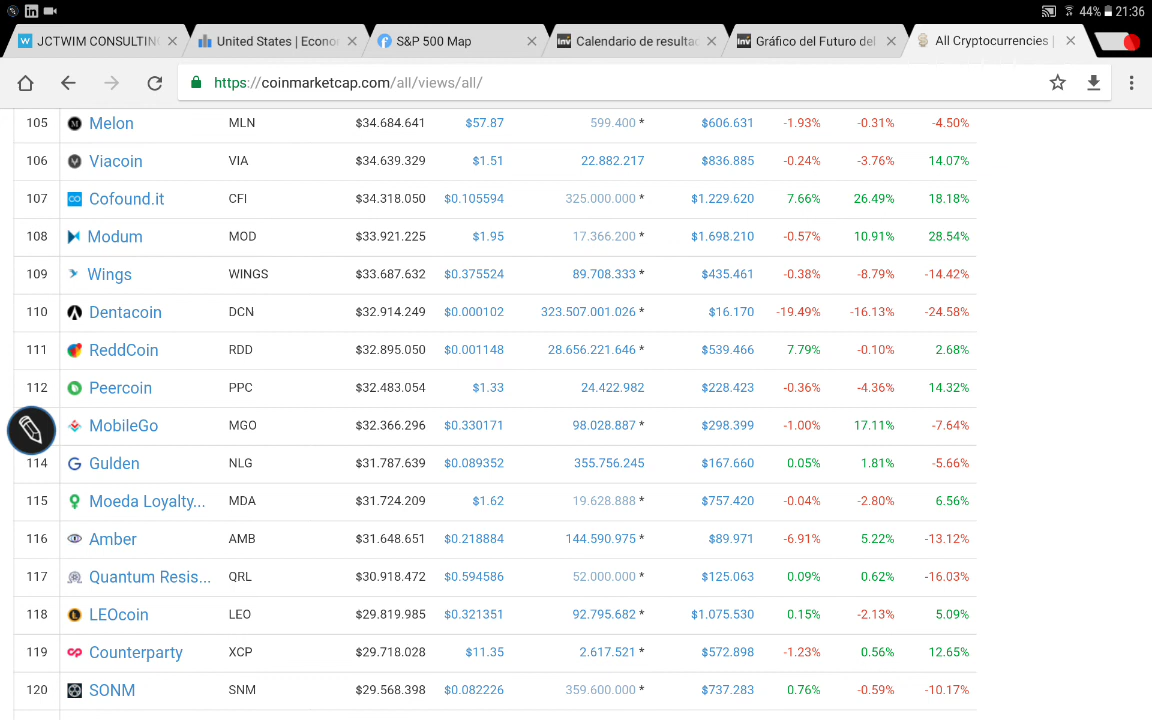 44% 21:36
JCTWIM CONSULTIN
United States | Econo
S&P 500 Map
Calendario de resulta
Gráfico del Futuro del
All Cryptocurrencies |
https://coinmarketcap.com/all/views/all/
105 Melon MLN $34.684.641 $57.87 599.400 * $606.631 -1.93% -0.31% -4.50%
106 Viacoin VIA $34.639.329 $1.51 22.882.217 $836.885 -0.24% -3.76% 14.07%
107 Cofound.it CFI $34.318.050 $0.105594 325.000.000 * $1.229.620 7.66% 26.49% 18.18%
108 Modum MOD $33.921.225 $1.95 17.366.200 * $1.698.210 -0.57% 10.91% 28.54%
109 Wings WINGS $33.687.632 $0.375524 89.708.333 * $435.461 -0.38% -8.79% -14.42%
110 Dentacoin DCN $32.914.249 $0.000102 323.507.001.026 * $16.170 -19.49% -16.13% -24.58%
111 ReddCoin RDD $32.895.050 $0.001148 28.656.221.646 * $539.466 7.79% -0.10% 2.68%
112 Peercoin PPC $32.483.054 $1.33 24.422.982 $228.423 -0.36% -4.36% 14.32%
MobileGo MGO $32.366.296 $0.330171 98.028.887 * $298.399 -1.00% 17.11% -7.64%
114 Gulden NLG $31.787.639 $0.089352 355.756.245 $167.660 0.05% 1.81% -5.66%
115 Moeda Loyalty... MDA $31.724.209 $1.62 19.628.888 * $757.420 -0.04% -2.80% 6.56%
116 Amber AMB $31.648.651 $0.218884 144.590.975 * $89.971 -6.91% 5.22% -13.12%
117 Quantum Resis... QRL $30.918.472 $0.594586 52.000.000 * $125.063 0.09% 0.62% -16.03%
118 LEOcoin LEO $29.819.985 $0.321351 92.795.682 * $1.075.530 0.15% -2.13% 5.09%
119 Counterparty XCP $29.718.028 $11.35 2.617.521 * $572.898 -1.23% 0.56% 12.65%
120 SONM SNM $29.568.398 $0.082226 359.600.000 * $737.283 0.76% -0.59% -10.17%